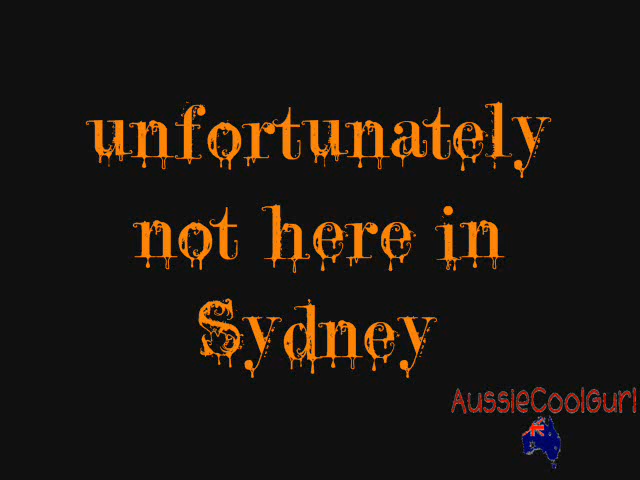 unfortunately
not here in
Sydney
AussieCoolGurl